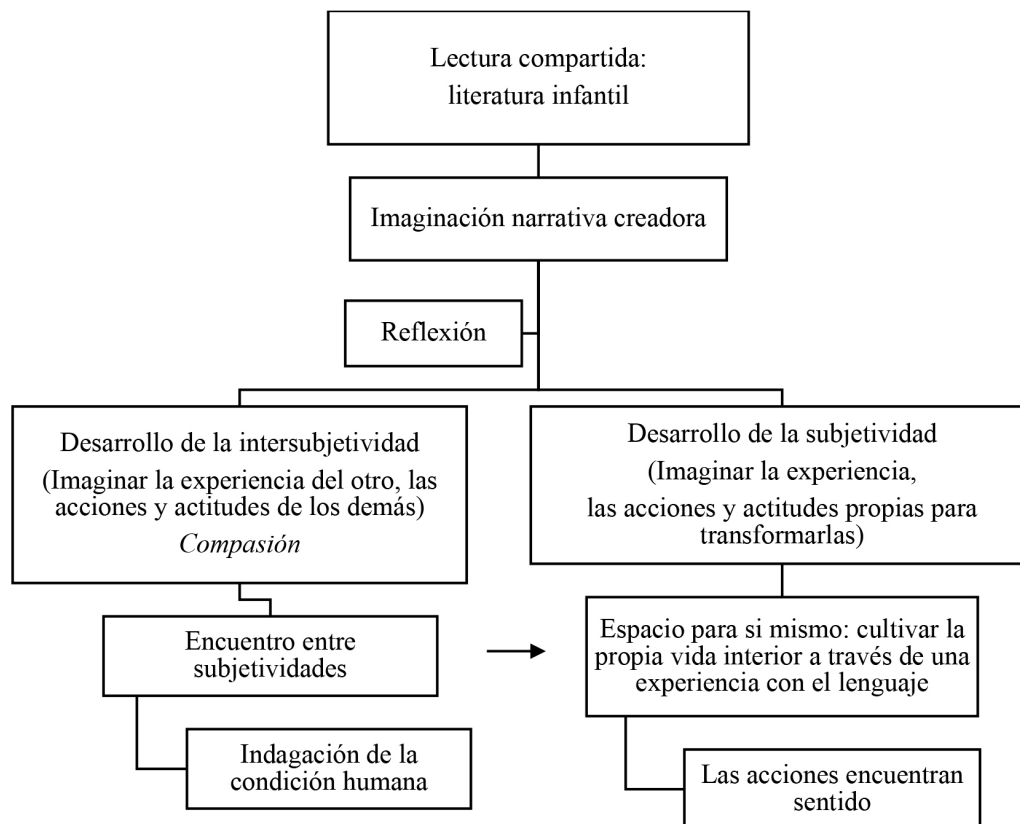 Lectura compartida:
literatura infantil
Imaginación narrativa creadora
Reflexión
Desarrollo de la intersubjetividad
(Imaginar la experiencia del otro, las
acciones y actitudes de los demás)
Compasión
Desarrollo de la subjetividad
(Imaginar la experiencia,
las acciones y actitudes propias para
transformarlas)
Encuentro entre
subjetividades
Espacio para si mismo: cultivar la
propia vida interior a través de una
experiencia con el lenguaje
Indagación de la
condición humana
Las acciones encuentran
sentido